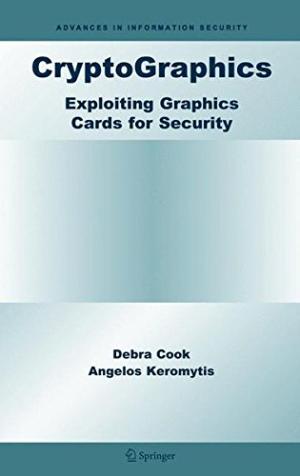 ADVANCES IN INFORMATION SECURITY
CryptoGraphics
Exploiting Graphics
Cards for Security
Debra Cook
Angelos Keromytis
Springer